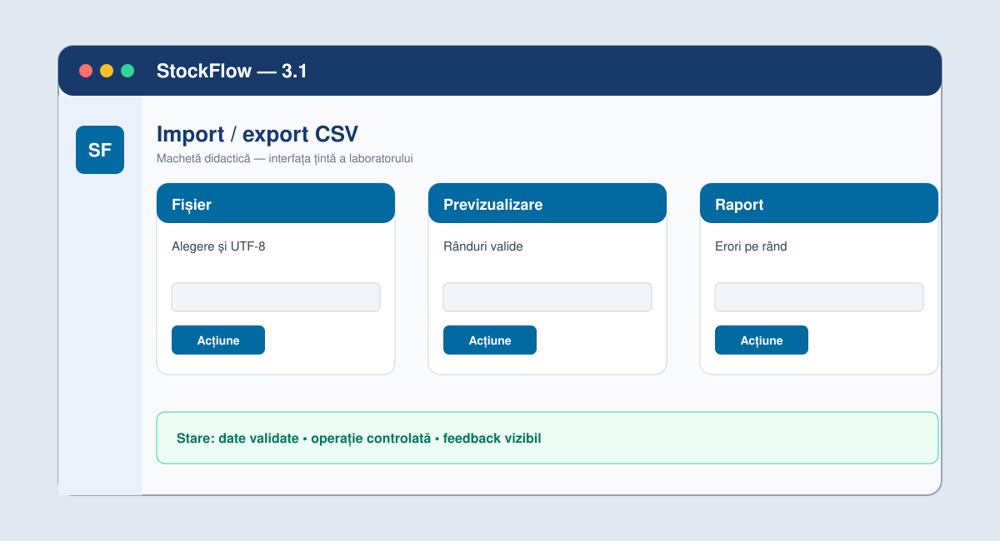 StockFlow — 3.1
SF
Import / export CSV
Machetă didactică — interfața țintă a laboratorului
Fișier
Alegere și UTF-8
Acțiune
Previzualizare
Rânduri valide
Acțiune
Raport
Erori pe rând
Acțiune
Stare: date validate • operație controlată • feedback vizibil